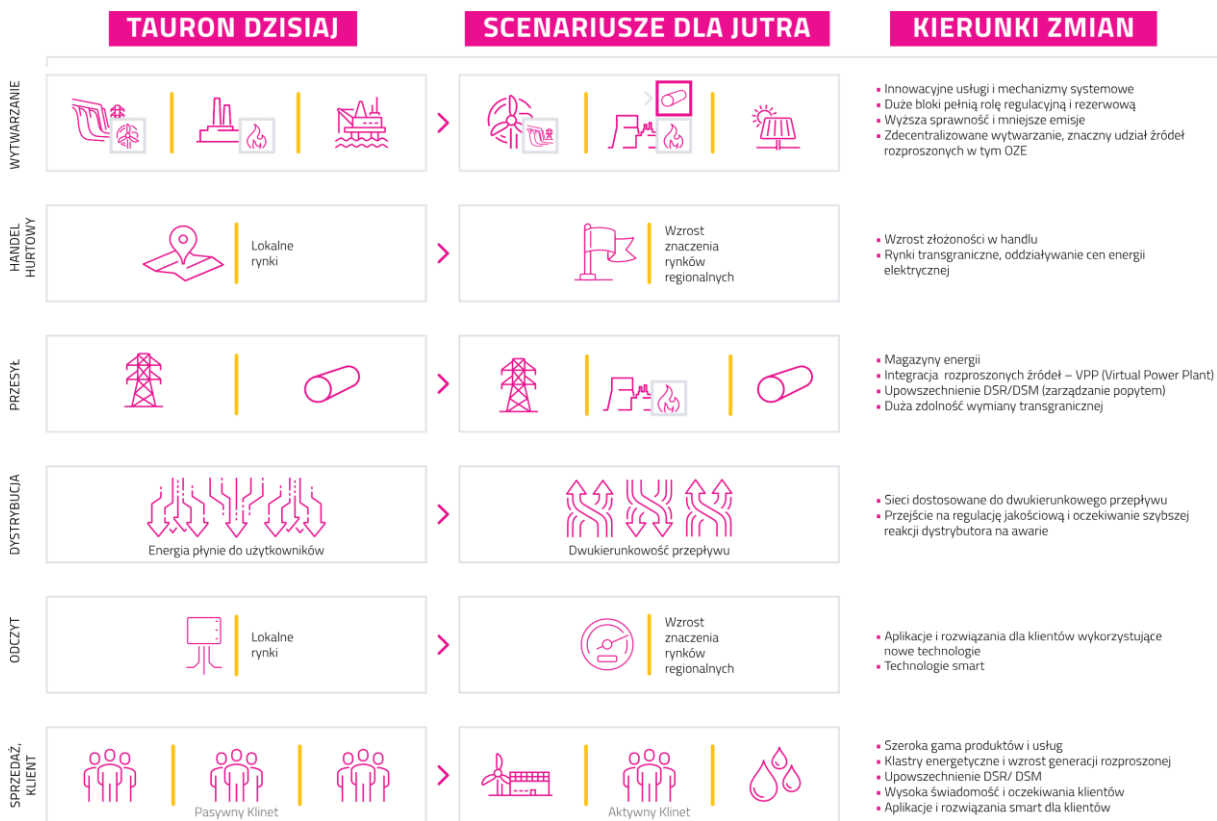 TAURON DZISIAJ
SCENARIUSZE DLA JUTRA
KIERUNKI ZMIAN
WYTWARZANIE
Innowacyjne usługi i mechanizmy systemowe
Duże bloki pełnią rolę regulacyjną i rezerwową
Wyższa sprawność i mniejsze emisje
Zdecentralizowane wytwarzanie, znaczny udział źródeł
rozproszonych w tym OZE
HANDEL
HURTOWY
Lokalne
rynki
Wzrost
znaczenia
rynków
regionalnych
Wzrost złożoności w handlu
Rynki transgraniczne, oddziaływanie cen energii
elektrycznej
PRZESYŁ
Magazyny energii
Integracja rozproszonych źródeł – VPP (Virtual Power Plant)
Upowszechnienie DSR/DSM (zarządzanie popytem)
Duża zdolność wymiany transgranicznej
DYSTRYBUCJA
Energia płynie do użytkowników
Dwukierunkowość przepływu
Sieci dostosowane do dwukierunkowego przepływu
Przejście na regulację jakościową i oczekiwanie szybszej
reakcji dystrybutora na awarie
ODCZYT
Lokalne
rynki
Wzrost
znaczenia
rynków
regionalnych
Aplikacje i rozwiązania dla klientów wykorzystujące
nowe technologie
Technologie smart
SPRZEDAŻ,
KLIENT
Pasywny Klinet
Aktywny Klinet
Szeroka gama produktów i usług
Klastry energetyczne i wzrost generacji rozproszonej
Upowszechnienie DSR/ DSM
Wysoka świadomość i oczekiwania klientów
Aplikacje i rozwiązania smart dla klientów